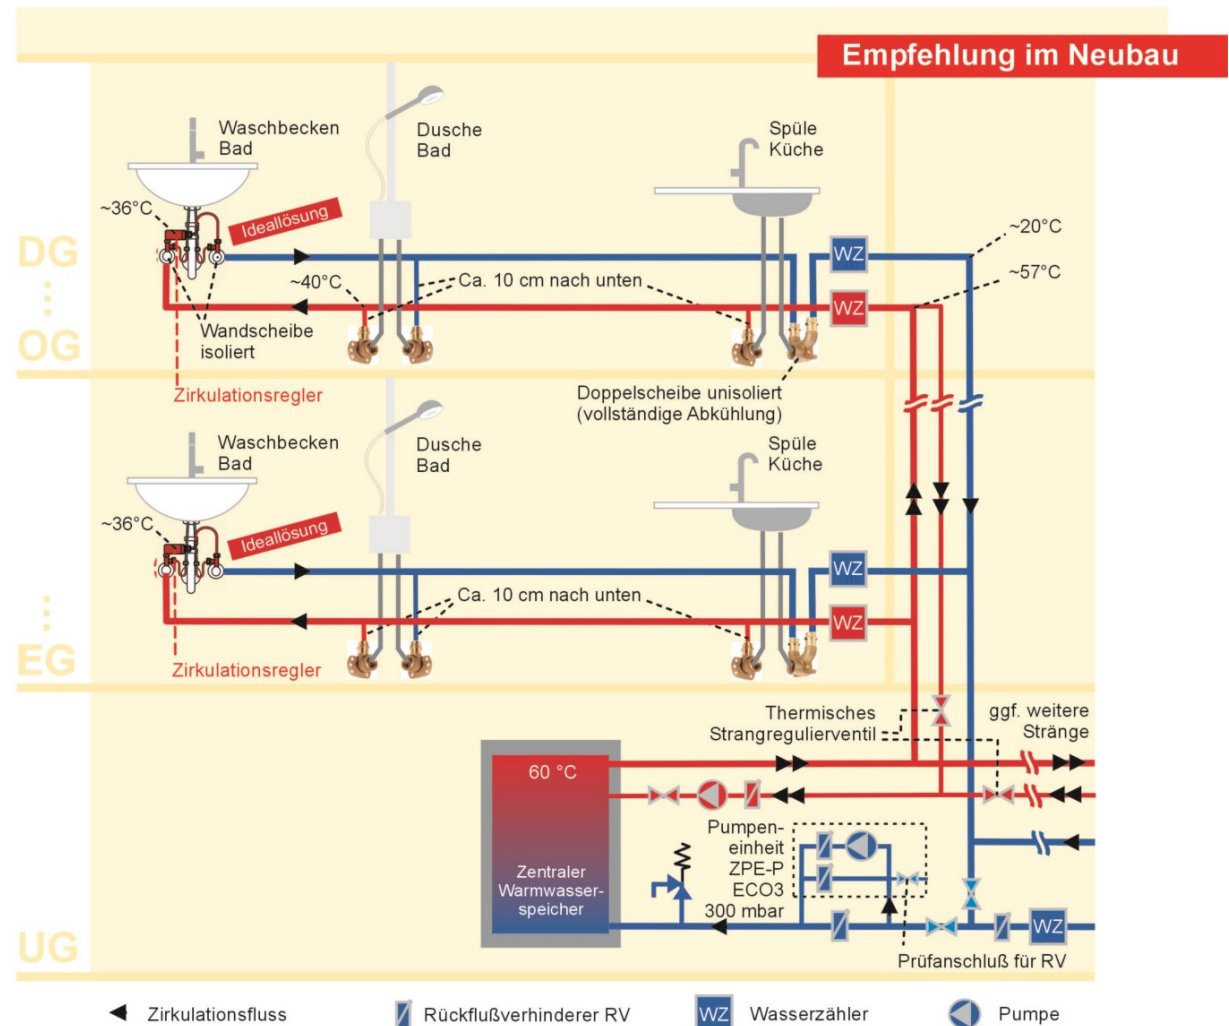 Empfehlung im Neubau
Waschbecken
Bad
Dusche
Bad
Spüle
Küche
~36°C
Ideallösung
WZ
~20°C
DG
~57°C
~40°C
Ca. 10 cm nach unten
WZ
Wandscheibe
isoliert
OG
Zirkulationsregler
Doppelscheibe unisoliert
(vollständige Abkühlung)
Waschbecken
Bad
Dusche
Bad
Spüle
Küche
~36°C
Ideallösung
WZ
Ca. 10 cm nach unten
WZ
EG
Zirkulationsregler
Thermisches
Strangregulierventil
ggf. weitere
Stränge
60 °C
Pumpen-
einheit
ZPE-P
ECO3
300 mbar
Zentraler
Warmwasser-
speicher
WZ
UG
Prüfanschluß für RV
Zirkulationsfluss
Rückflußverhinderer RV
WZ
Wasserzähler
Pumpe